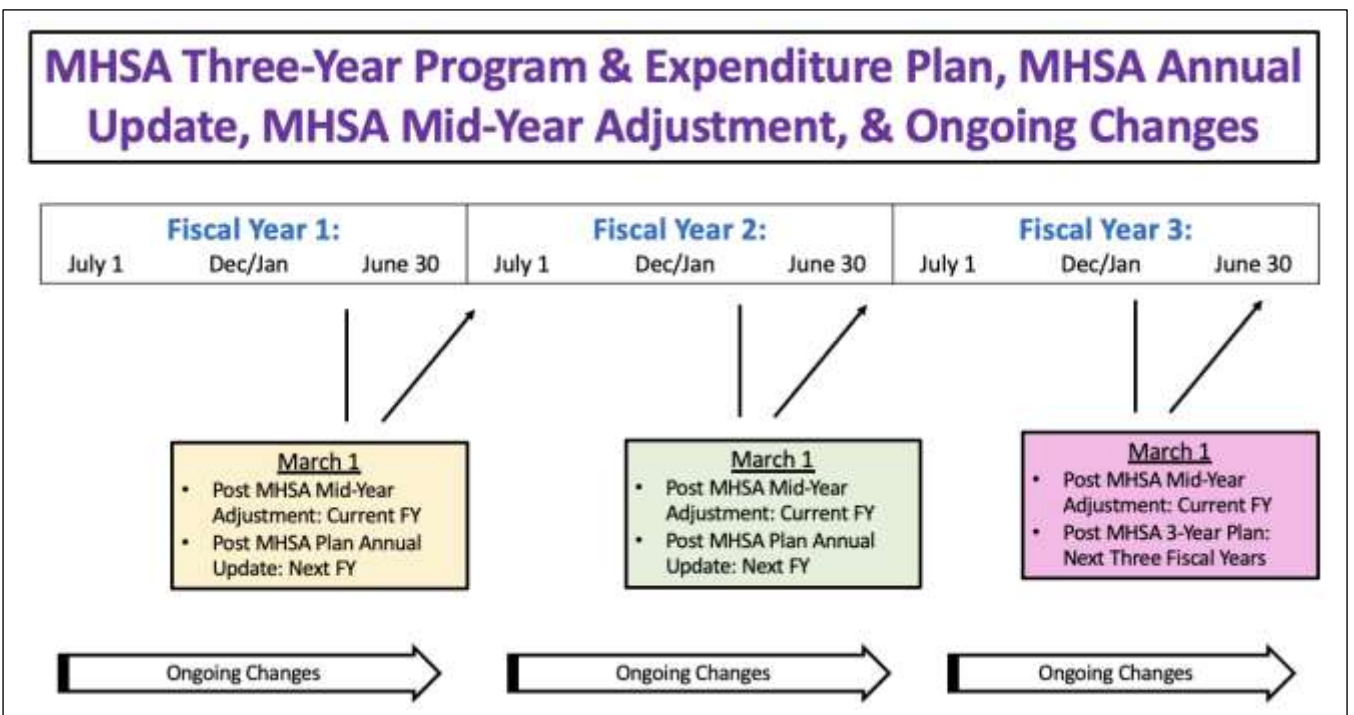 MHSA Three-Year Program & Expenditure Plan, MHSA Annual
Update, MHSA Mid-Year Adjustment, & Ongoing Changes
Fiscal Year 1:
July 1 Dec/Jan June 30
Fiscal Year 2:
July 1 Dec/Jan June 30
Fiscal Year 3:
July 1 Dec/Jan June 30
March 1
• Post MHSA Mid-Year
Adjustment: Current FY
• Post MHSA Plan Annual
Update: Next FY
March 1
• Post MHSA Mid-Year
Adjustment: Current FY
• Post MHSA Plan Annual
Update: Next FY
March 1
• Post MHSA Mid-Year
Adjustment: Current FY
• Post MHSA 3-Year Plan:
Next Three Fiscal Years
Ongoing Changes
Ongoing Changes
Ongoing Changes